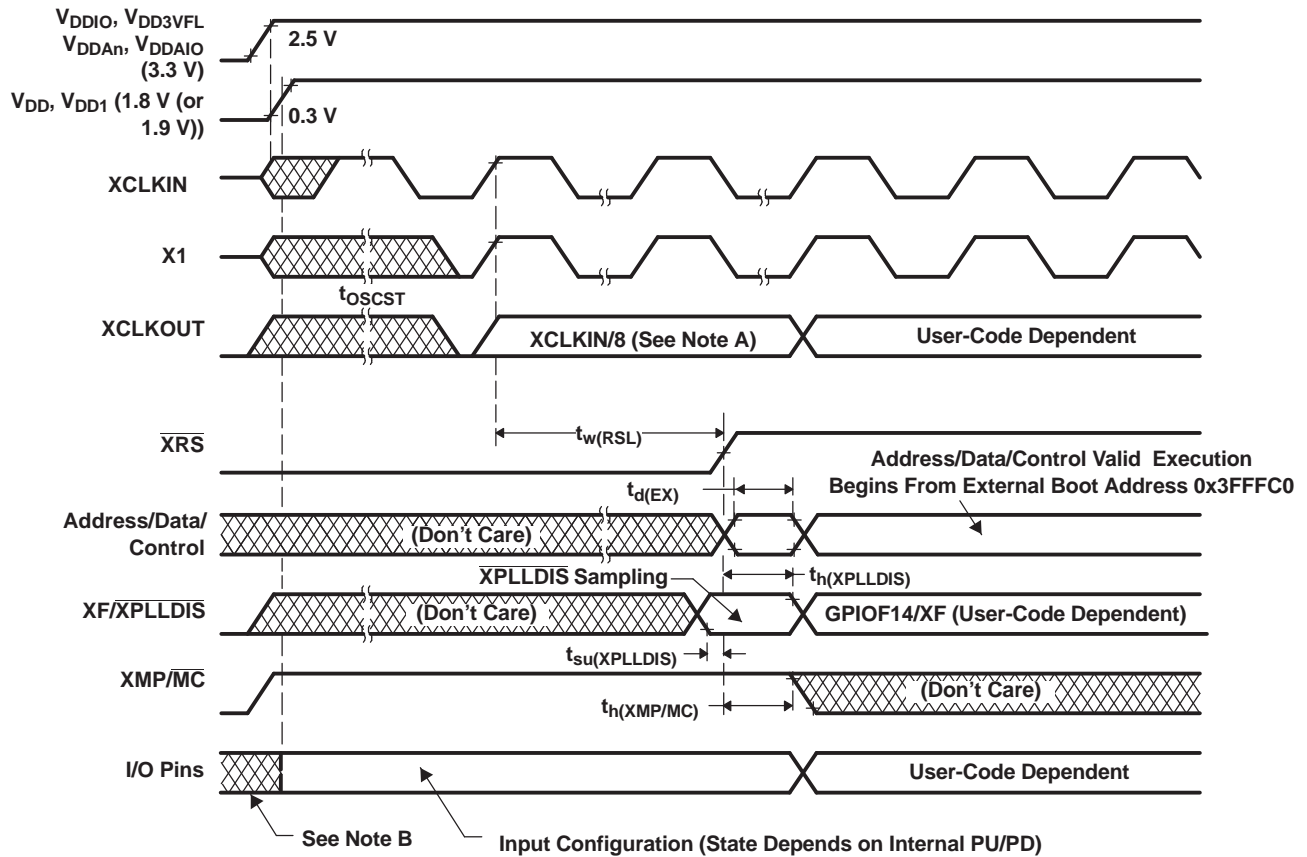 VDDIO, VDD3VFL
VDDAn, VDDAIO
(3.3 V)
2.5 V
VDD, VDD1 (1.8 V (or
1.9 V))
0.3 V
XCLKIN
X1
tOSCST
XCLKOUT
XCLKIN/8 (See Note A)
User-Code Dependent
XRS
tw(RSL)
Address/Data/Control Valid Execution
Begins From External Boot Address 0x3FFFC0
td(EX)
Address/Data/
Control
(Don't Care)
XPLLDIS Sampling
th(XPLLDIS)
XF/XPLLDIS
(Don't Care)
GPIOF14/XF (User-Code Dependent)
tsu(XPLLDIS)
XMP/MC
(Don't Care)
th(XMP/MC)
I/O Pins
User-Code Dependent
See Note B
Input Configuration (State Depends on Internal PU/PD)